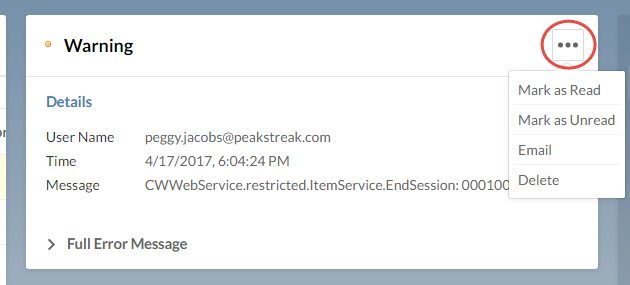 Warning
Mark as Read
Details
Mark as Unread
User Name peggy.jacobs@peakstreak.com
Email
Time 4/17/2017, 6:04:24 PM
Message CWWebService.restricted.ItemService.EndSession: 000100
Delete
Full Error Message